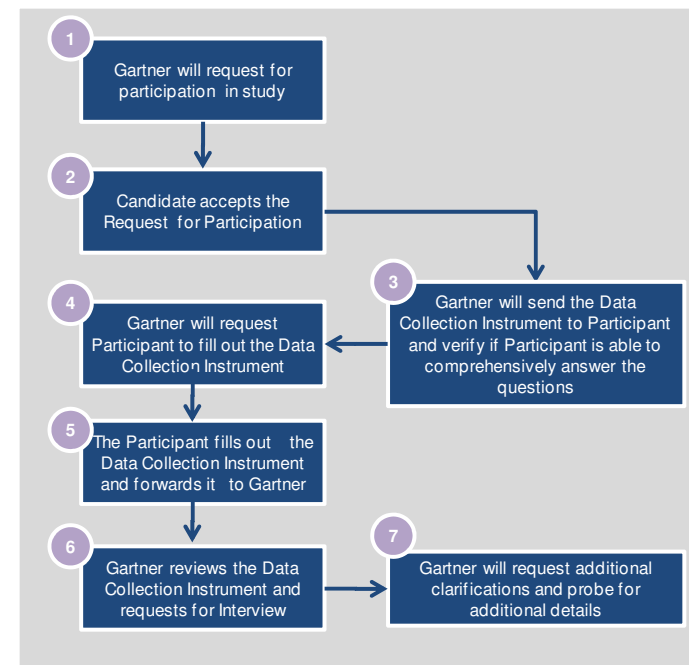 1
Gartner will request for
participation in study
2
Candidate accepts the
Request for Participation
3
Gartner will send the Data
Collection Instrument to Participant
and verify if Participant is able to
comprehensively answer the
questions
4
Gartner will request
Participant to fill out the Data
Collection Instrument
5
The Participant fills out the
Data Collection Instrument
and forwards it to Gartner
6
Gartner reviews the Data
Collection Instrument and
requests for Interview
7
Gartner will request additional
clarifications and probe for
additional details